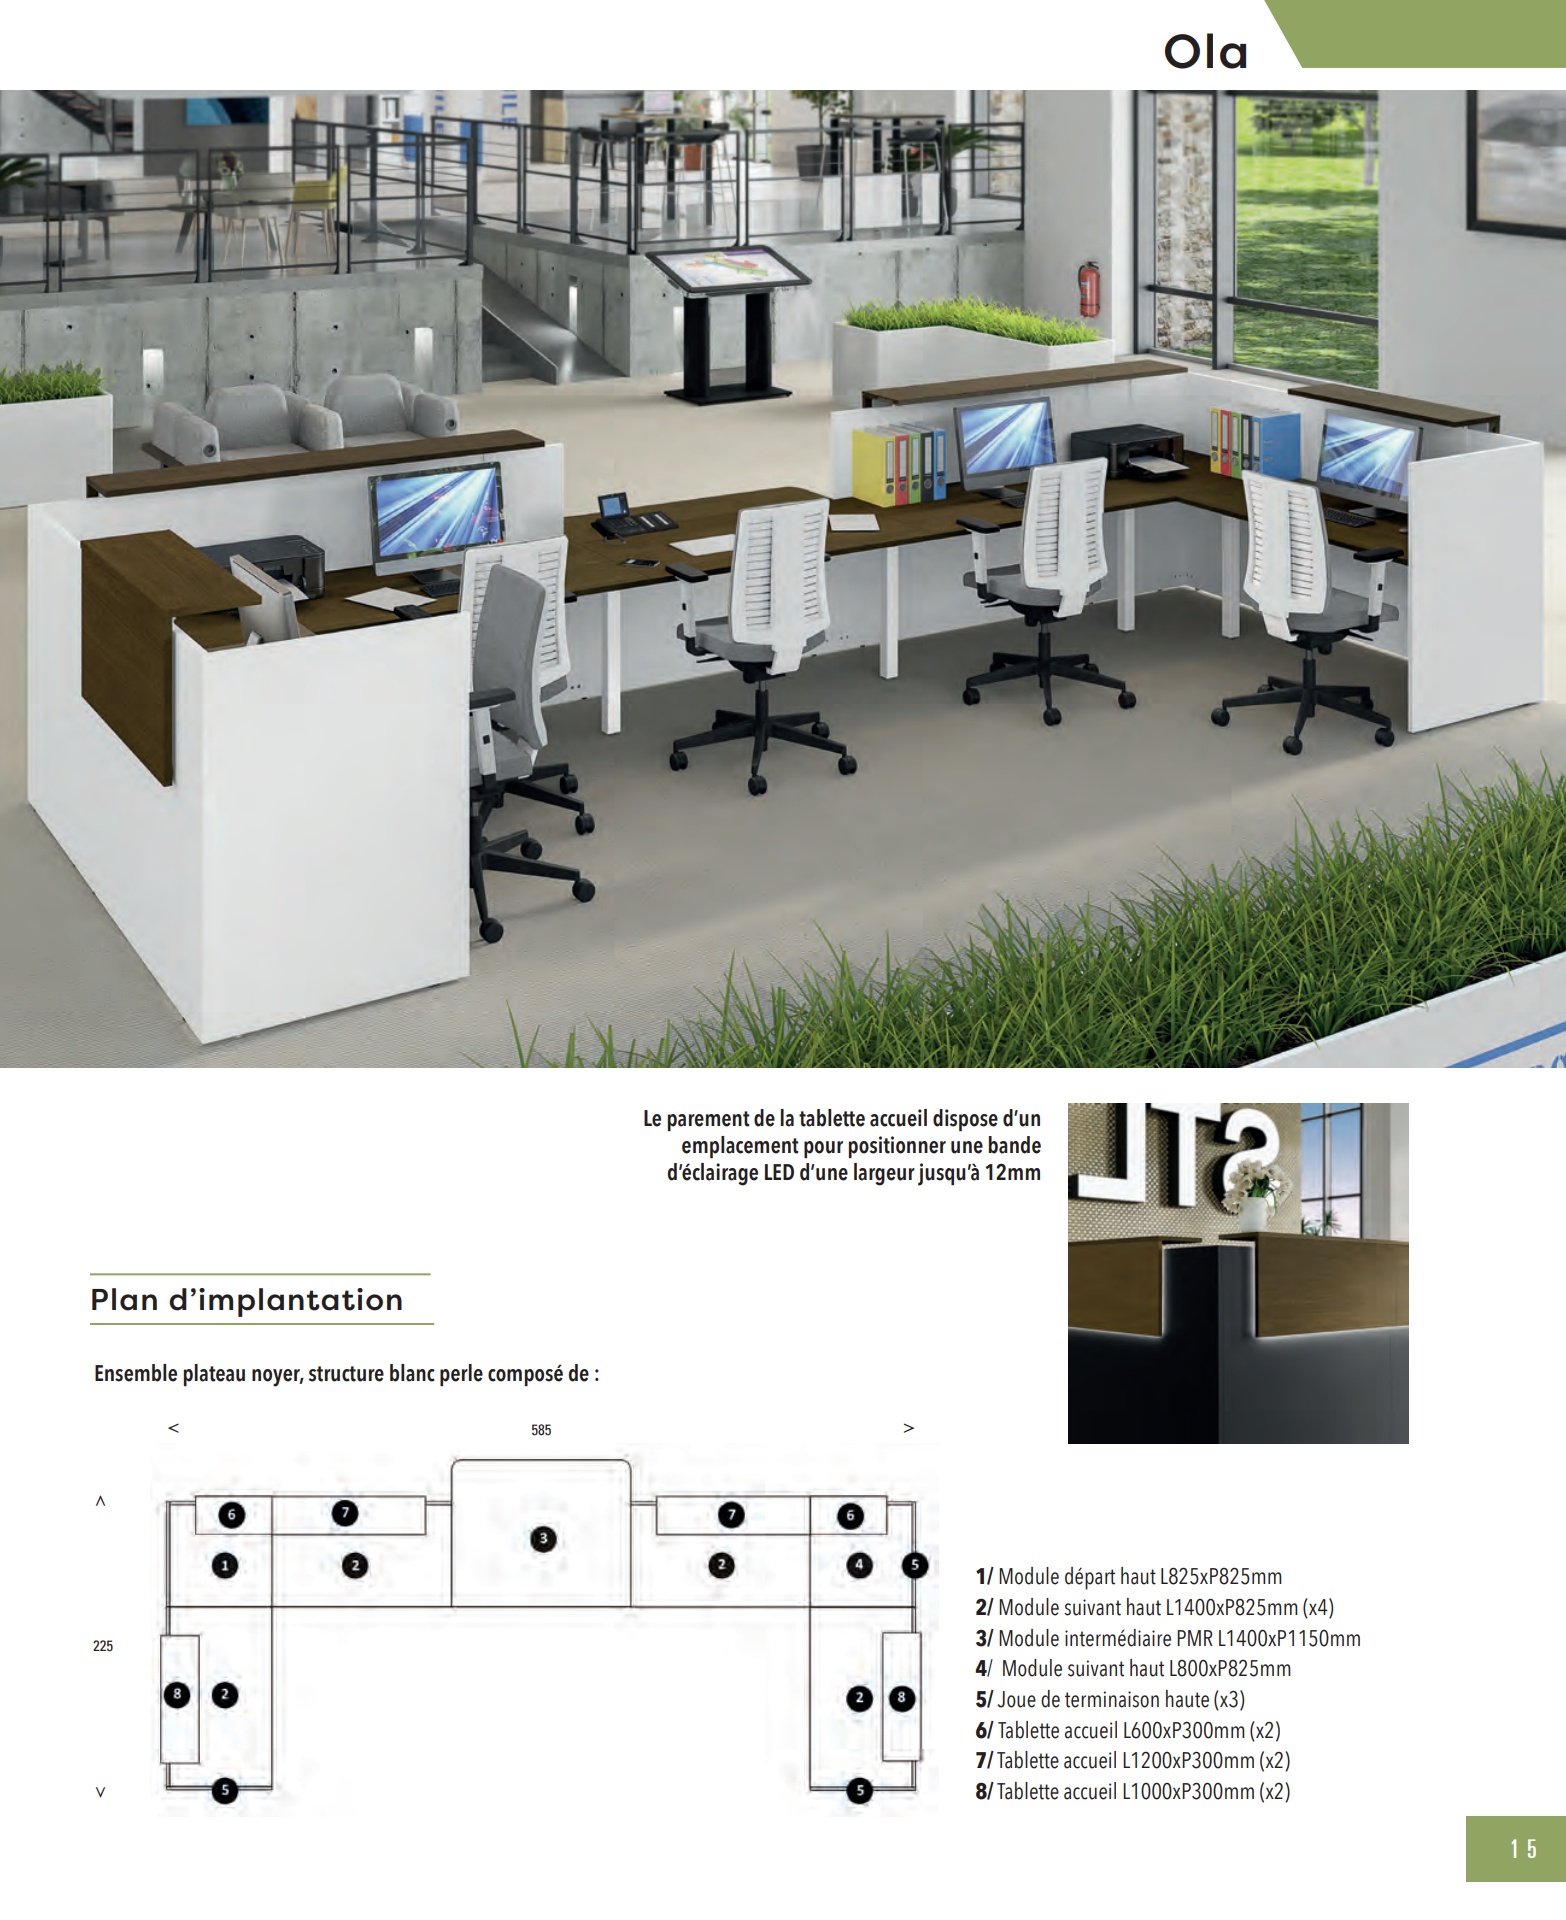 Ola
STL
Le parement de la tablette accueil dispose d’un
emplacement pour positionner une bande
d’éclairage LED d’une largeur jusqu’à 12mm
Plan d’implantation
Ensemble plateau noyer, structure blanc perle composé de :
< 585 >
6 7 7 6
3
1 2 2 4 5
225
8 2 2 8
5 5
1/ Module départ haut L825xP825mm
2/ Module suivant haut L1400xP825mm (x4)
3/ Module intermédiaire PMR L1400xP1150mm
4/ Module suivant haut L800xP825mm
5/ Joue de terminaison haute (x3)
6/ Tablette accueil L600xP300mm (x2)
7/ Tablette accueil L1200xP300mm (x2)
8/ Tablette accueil L1000xP300mm (x2)
15